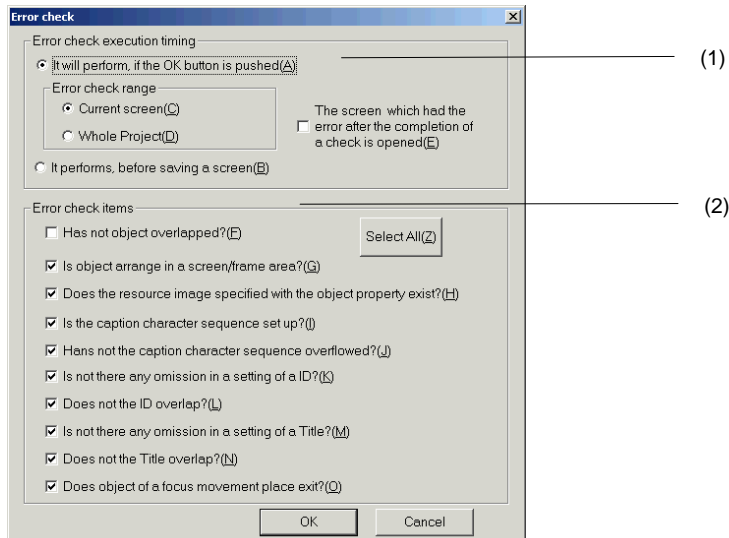 Error check
Error check execution timing
It will perform, if the OK button is pushed(A)
(1)
Error check range
Current screen(C)
Whole Project(D)
The screen which had the
error after the completion of
a check is opened(E)
It performs, before saving a screen(B)
Error check items
(2)
Has not object overlapped?(F)
Select All(Z)
Is object arrange in a screen/frame area?(G)
Does the resource image specified with the object property exist?(H)
Is the caption character sequence set up?(I)
Hans not the caption character sequence overflowed?(J)
Is not there any omission in a setting of a ID?(K)
Does not the ID overlap?(L)
Is not there any omission in a setting of a Title?(M)
Does not the Title overlap?(N)
Does object of a focus movement place exit?(O)
OK
Cancel